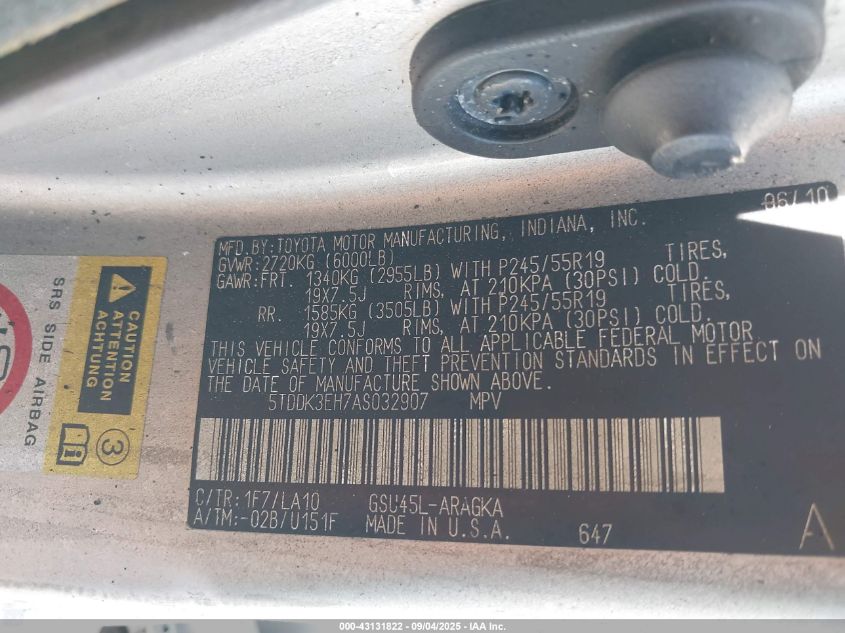 06/10
MFD.BY:TOYOTA MOTOR MANUFACTURING, INDIANA, INC.
GVWR:2720KG (6000LB)
GAWR:FRT. 1340KG (2955LB) WITH P245/55R19 TIRES,
19X7.5J RIMS, AT 210KPA (30PSI) COLD.
RR. 1585KG (3505LB) WITH P245/55R19 TIRES,
19X7.5J RIMS, AT 210KPA (30PSI) COLD.
THIS VEHICLE CONFORMS TO ALL APPLICABLE FEDERAL MOTOR
VEHICLE SAFETY AND THEFT PREVENTION STANDARDS IN EFFECT ON
THE DATE OF MANUFACTURE SHOWN ABOVE.
5TDDK3EH7AS032907 MPV
C/TR:1F7/LA10 GSU45L-ARAGKA
A/TM:-02B/U151F MADE IN U.S.A. 647
A
SRS SIDE AIRBAG
CAUTION
ATTENTION
ACHTUNG
3
000-43131822 - 09/04/2025 - IAA Inc.